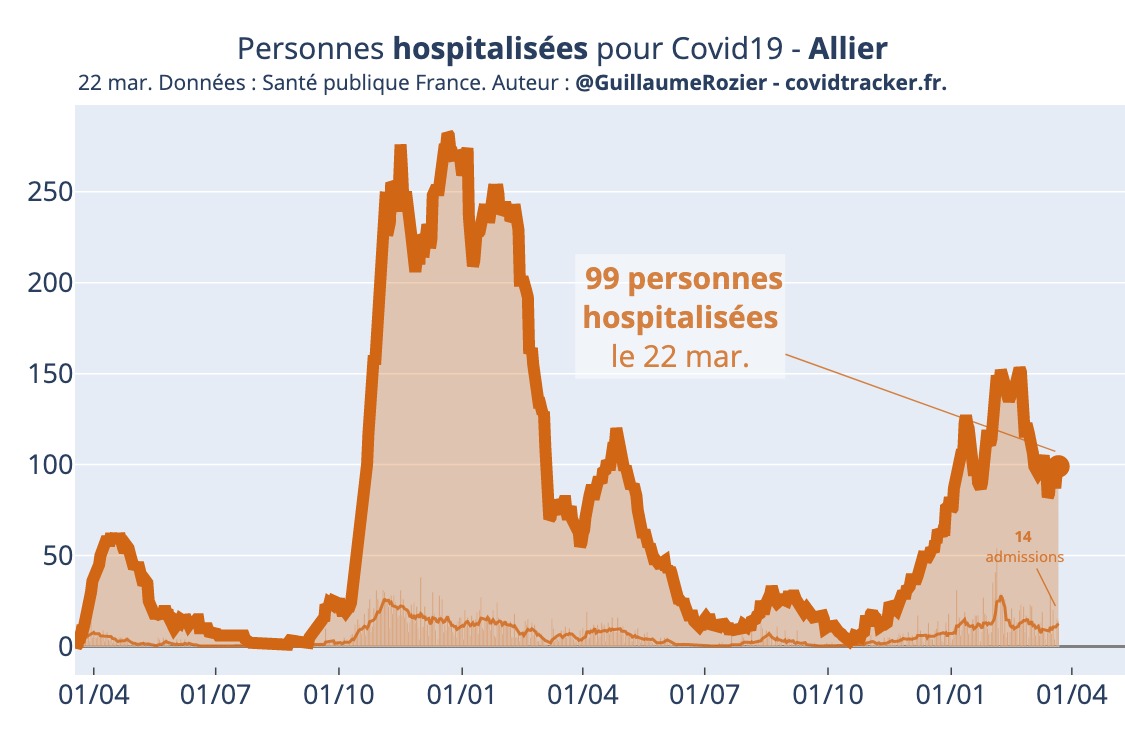 Personnes hospitalisées pour Covid19 - Allier
22 mar. Données : Santé publique France. Auteur : @GuillaumeRozier - covidtracker.fr.
250
200
150
100
50
0
99 personnes
hospitalisées
le 22 mar.
14
admissions
01/04 01/07 01/10 01/01 01/04 01/07 01/10 01/01 01/04